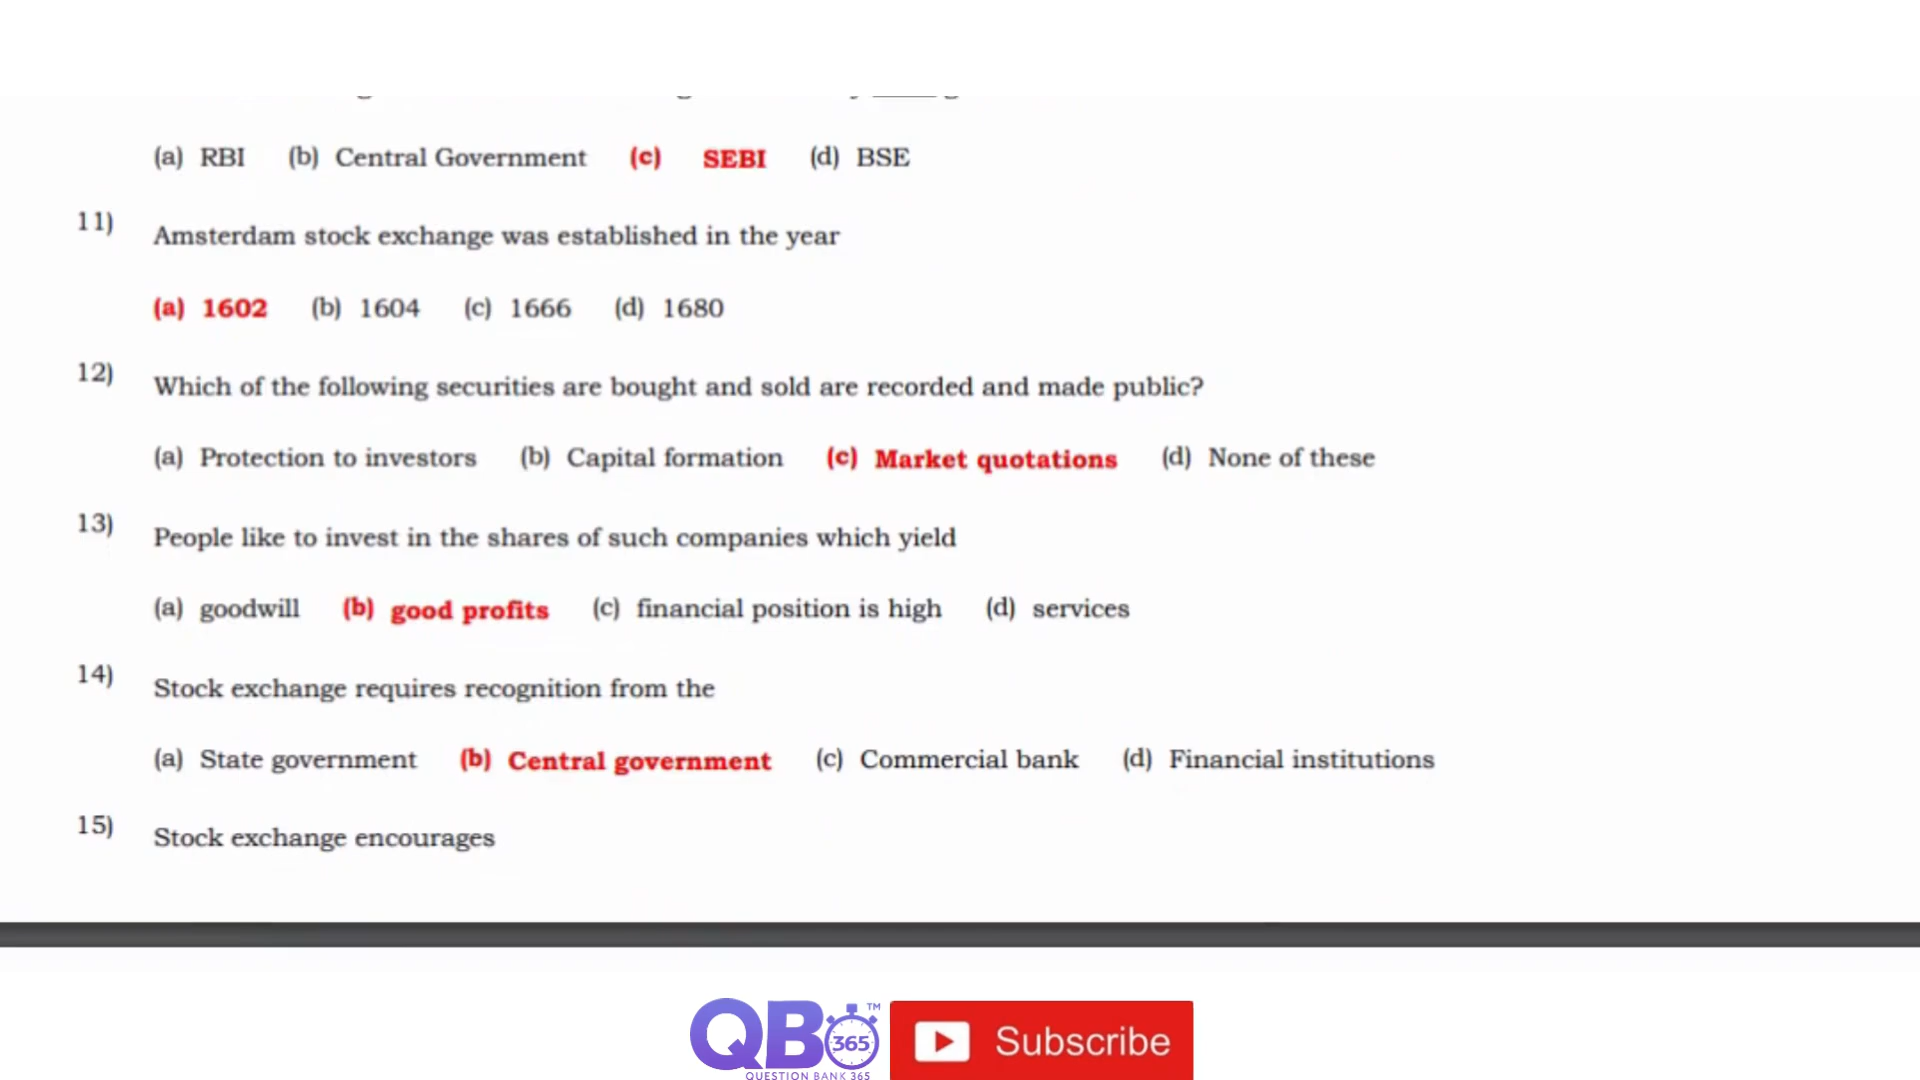 (a) RBI (b) Central Government (c) SEBI (d) BSE
11) Amsterdam stock exchange was established in the year
(a) 1602 (b) 1604 (c) 1666 (d) 1680
12) Which of the following securities are bought and sold are recorded and made public?
(a) Protection to investors (b) Capital formation (c) Market quotations (d) None of these
13) People like to invest in the shares of such companies which yield
(a) goodwill (b) good profits (c) financial position is high (d) services
14) Stock exchange requires recognition from the
(a) State government (b) Central government (c) Commercial bank (d) Financial institutions
15) Stock exchange encourages
QB 365 ™
QUESTION BANK 365
Subscribe